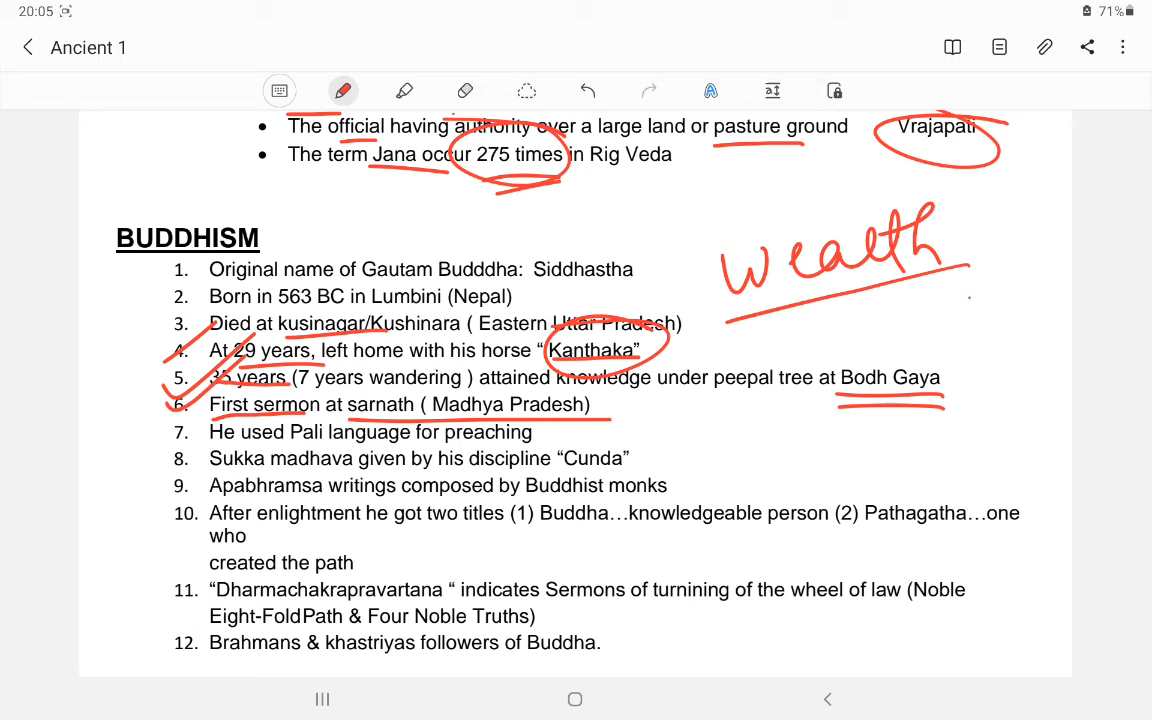 20:05
71%
Ancient 1
The official having authority over a large land or pasture ground Vrajapati
The term Jana occur 275 times in Rig Veda
wealth
BUDDHISM
1. Original name of Gautam Budddha: Siddhastha
2. Born in 563 BC in Lumbini (Nepal)
3. Died at kusinagar/Kushinara ( Eastern Uttar Pradesh)
4. At 29 years, left home with his horse “ Kanthaka”
5. 35 years (7 years wandering ) attained knowledge under peepal tree at Bodh Gaya
6. First sermon at sarnath ( Madhya Pradesh)
7. He used Pali language for preaching
8. Sukka madhava given by his discipline “Cunda”
9. Apabhramsa writings composed by Buddhist monks
10. After enlightment he got two titles (1) Buddha…knowledgeable person (2) Pathagatha…one
who
created the path
11. “Dharmachakrapravartana “ indicates Sermons of turnining of the wheel of law (Noble
Eight-FoldPath & Four Noble Truths)
12. Brahmans & khastriyas followers of Buddha.